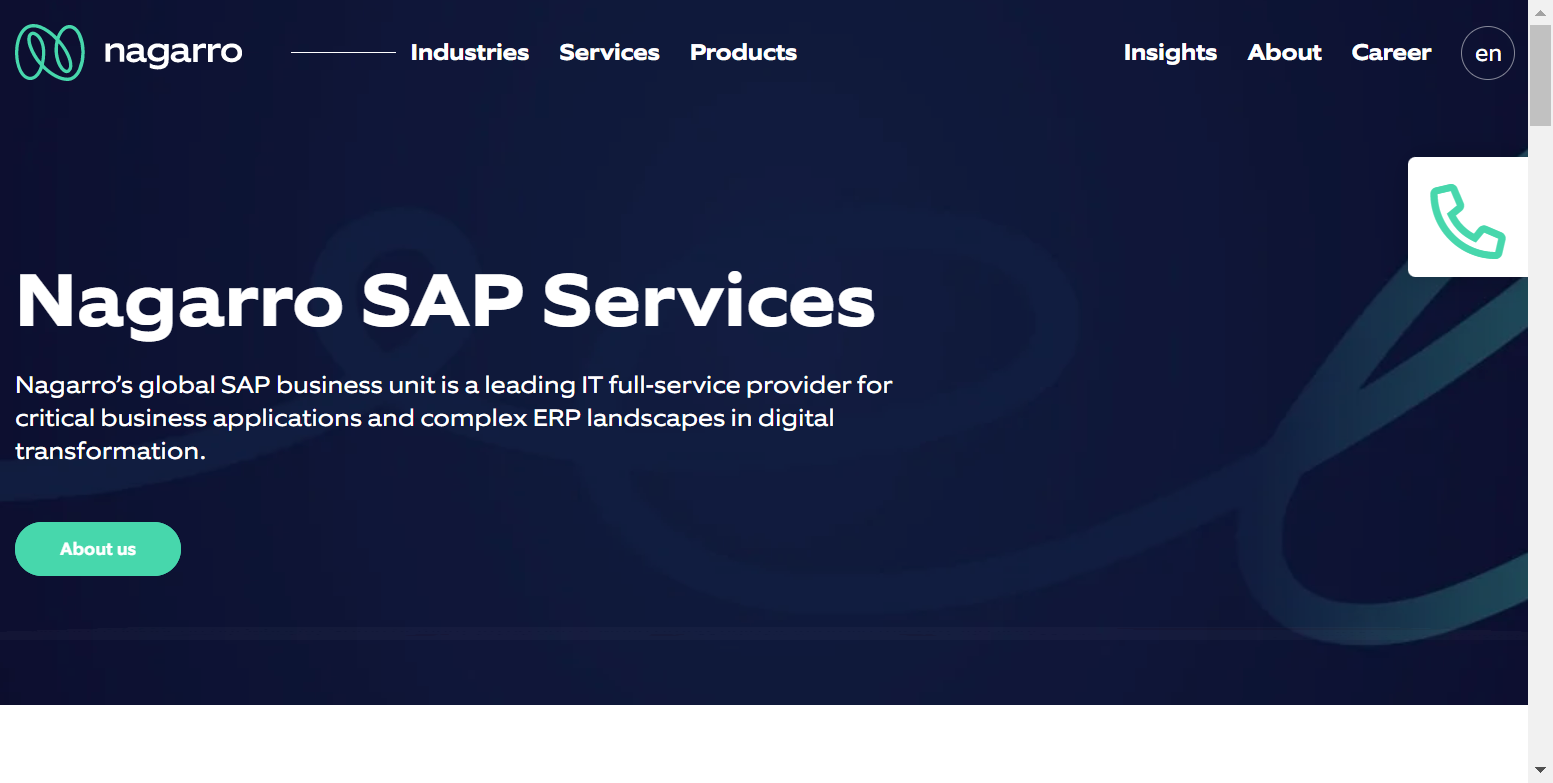 nagarro
Industries
Services
Products
Insights
About
Career
en
Nagarro SAP Services
Nagarro’s global SAP business unit is a leading IT full-service provider for
critical business applications and complex ERP landscapes in digital
transformation.
About us